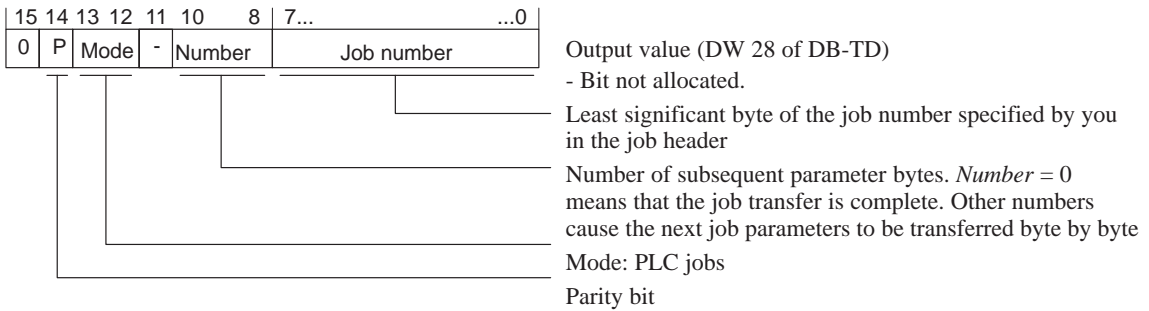 15 14 13 12 11 10 8 7... ...0
0 P Mode - Number Job number
Output value (DW 28 of DB-TD)
- Bit not allocated.
Least significant byte of the job number specified by you
in the job header
Number of subsequent parameter bytes. Number = 0
means that the job transfer is complete. Other numbers
cause the next job parameters to be transferred byte by byte
Mode: PLC jobs
Parity bit